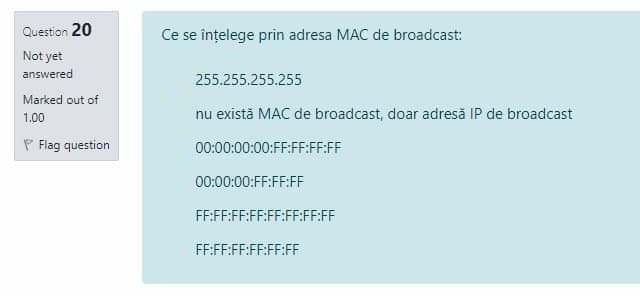 Question 20
Not yet
answered
Marked out of
1.00
Flag question
Ce se înțelege prin adresa MAC de broadcast:
255.255.255.255
nu există MAC de broadcast, doar adresă IP de broadcast
00:00:00:00:FF:FF:FF:FF
00:00:00:FF:FF:FF
FF:FF:FF:FF:FF:FF:FF:FF
FF:FF:FF:FF:FF:FF